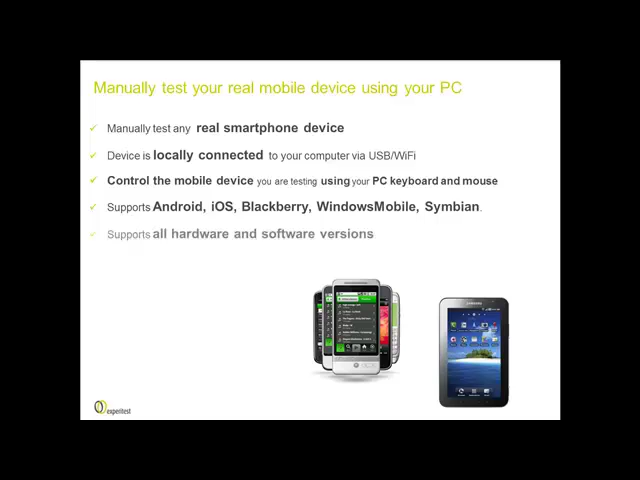 Manually test your real mobile device using your PC
Manually test any real smartphone device
Device is locally connected to your computer via USB/WiFi
Control the mobile device you are testing using your PC keyboard and mouse
Supports Android, iOS, Blackberry, WindowsMobile, Symbian.
Supports all hardware and software versions
SAMSUNG
experitest